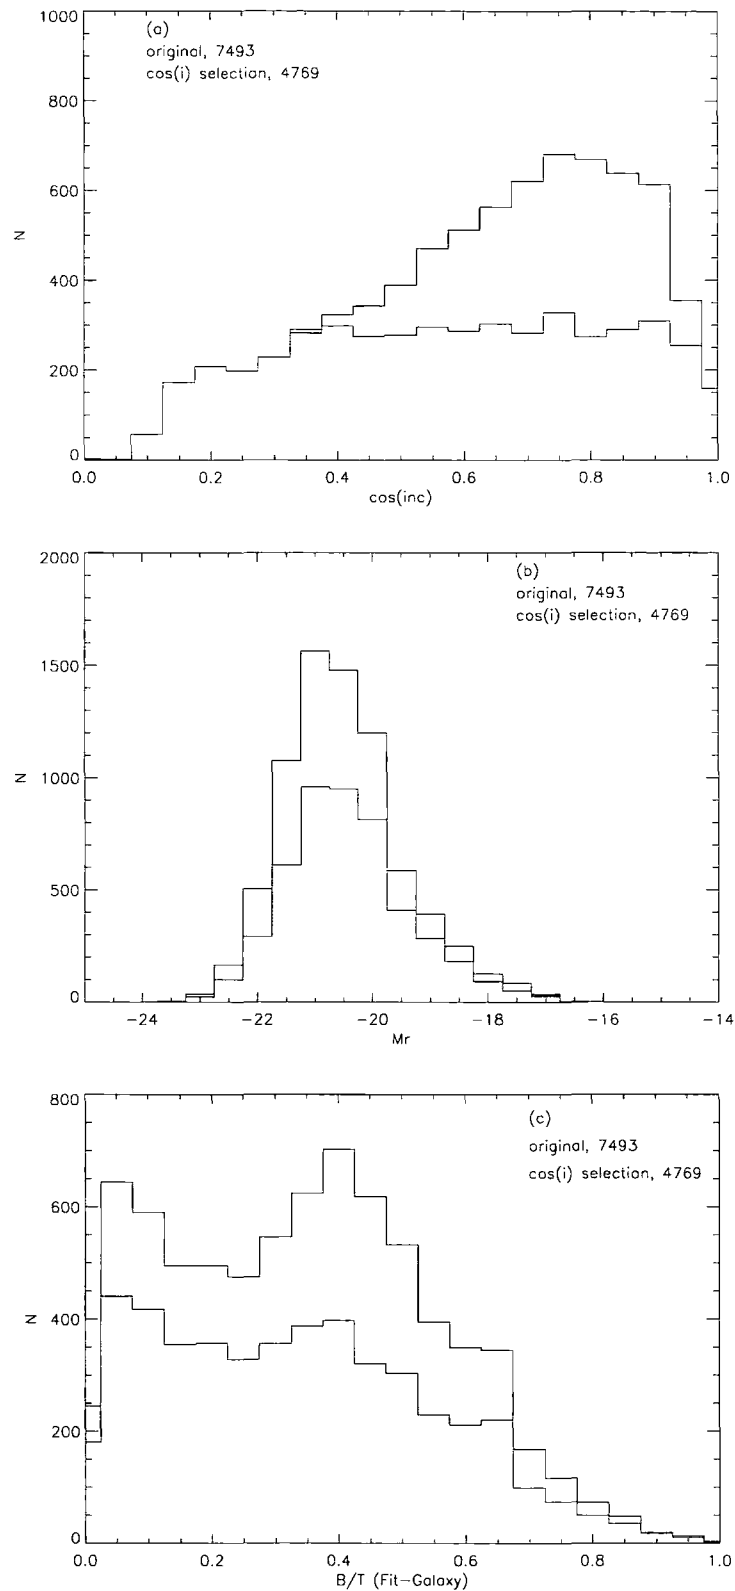 1000
(a)
original, 7493
cos(i) selection, 4769
800
600
N
400
200
0
0.0 0.2 0.4 0.6 0.8 1.0
cos(inc)
2000
(b)
original, 7493
cos(i) selection, 4769
1500
N
1000
500
0
-24 -22 -20 -18 -16 -14
Mr
800
(c)
original, 7493
cos(i) selection, 4769
600
N
400
200
0
0.0 0.2 0.4 0.6 0.8 1.0
B/T (Fit-Galaxy)